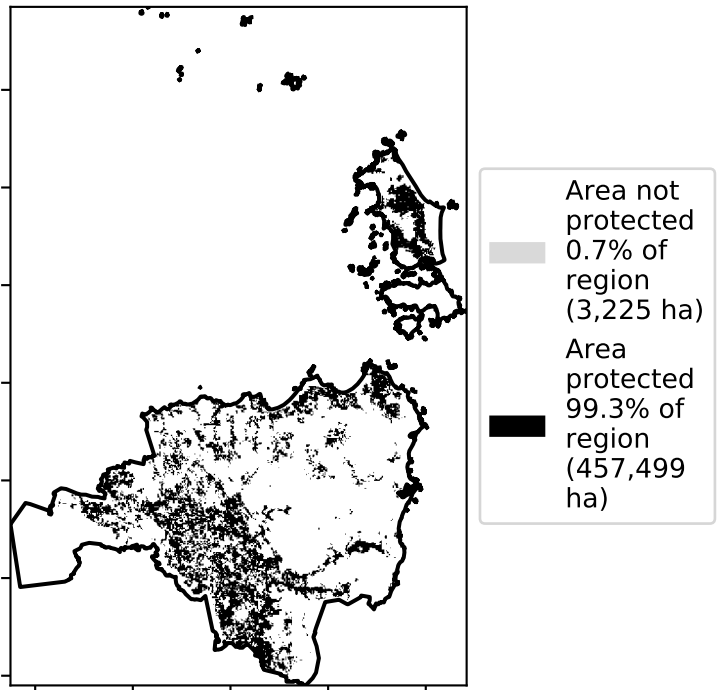 Area not
protected
0.7% of
region
(3,225 ha)
Area
protected
99.3% of
region
(457,499
ha)